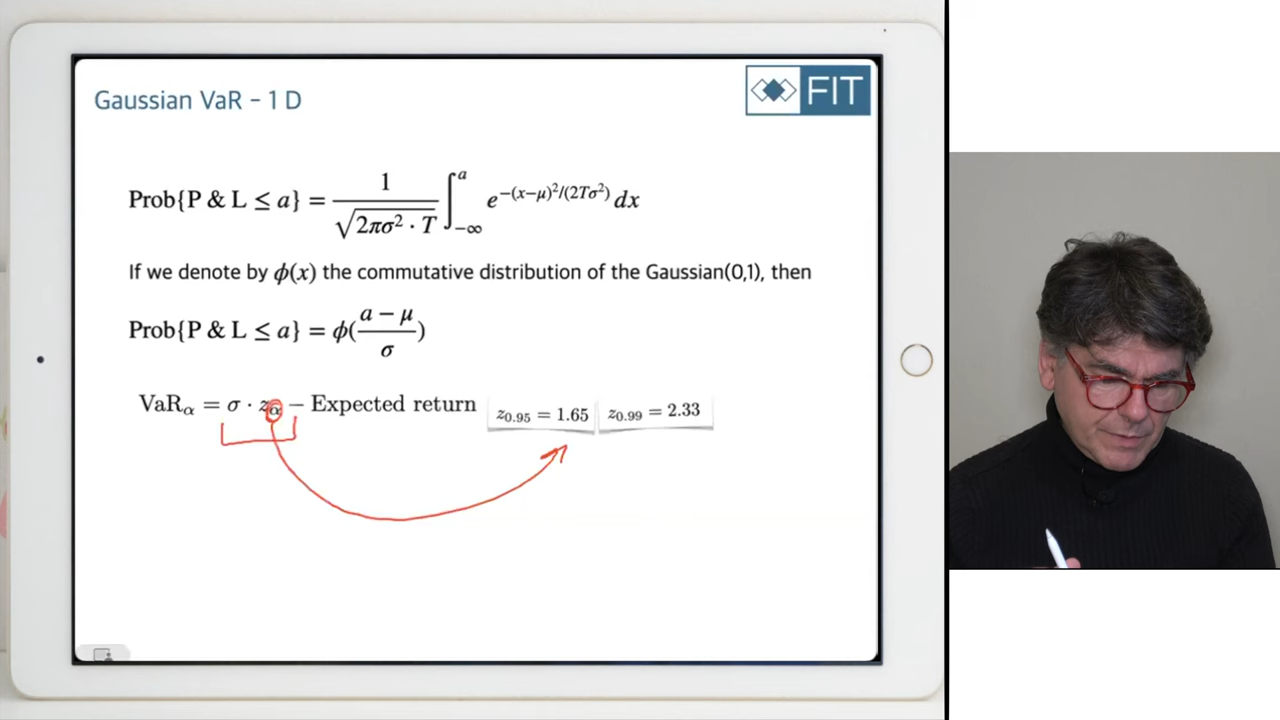 Gaussian VaR – 1 D
FIT
Prob{P & L ≤ a} = 1/√(2πσ² · T) ∫_{-∞}^{a} e^{−(x−μ)²/(2Tσ²)} dx
If we denote by ϕ(x) the commutative distribution of the Gaussian(0,1), then
Prob{P & L ≤ a} = ϕ((a − μ)/σ)
VaR_α = σ · z_α − Expected return z_{0.95} = 1.65 z_{0.99} = 2.33